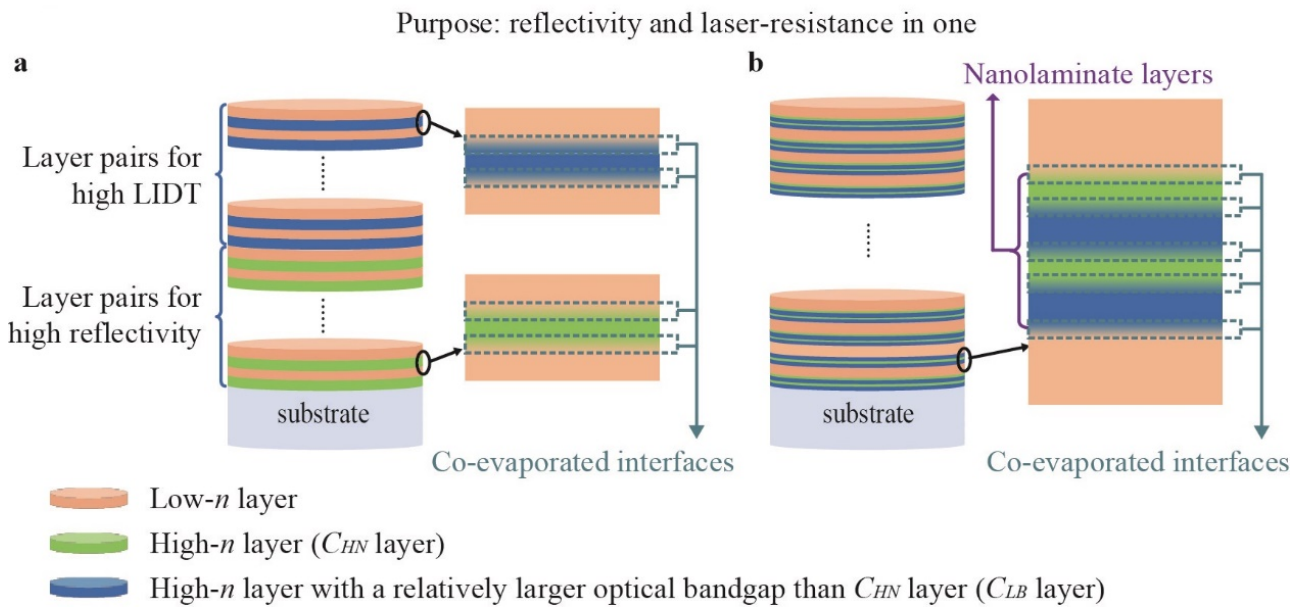 Purpose: reflectivity and laser-resistance in one
a
b
Nanolaminate layers
Layer pairs for
high LIDT
Layer pairs for
high reflectivity
substrate
substrate
Co-evaporated interfaces
Co-evaporated interfaces
Low-n layer
High-n layer (CHN layer)
High-n layer with a relatively larger optical bandgap than CHN layer (CLB layer)